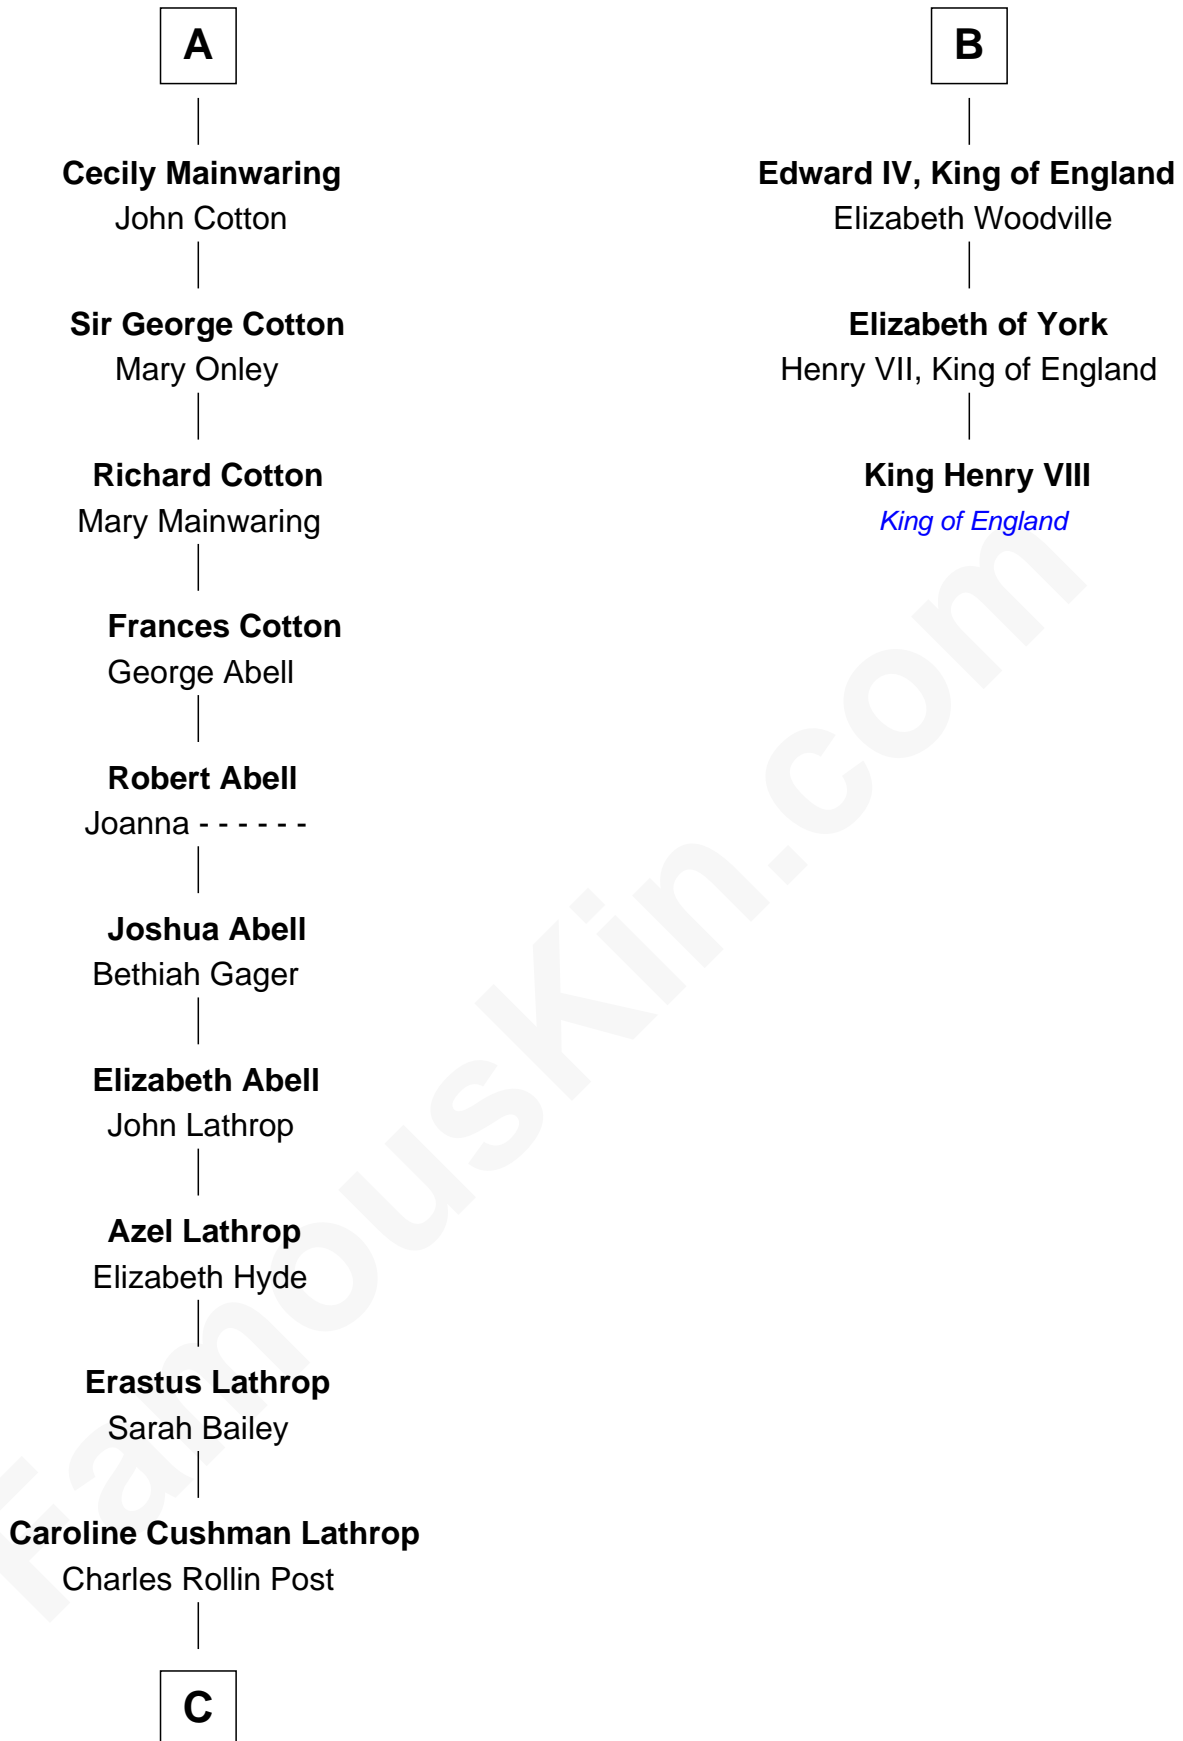 A
Cecily Mainwaring
John Cotton
Sir George Cotton
Mary Onley
Richard Cotton
Mary Mainwaring
Frances Cotton
George Abell
Robert Abell
Joanna - - - - - -
Joshua Abell
Bethiah Gager
Elizabeth Abell
John Lathrop
Azel Lathrop
Elizabeth Hyde
Erastus Lathrop
Sarah Bailey
Caroline Cushman Lathrop
Charles Rollin Post
C
B
Edward IV, King of England
Elizabeth Woodville
Elizabeth of York
Henry VII, King of England
King Henry VIII
King of England
FamousKin.com